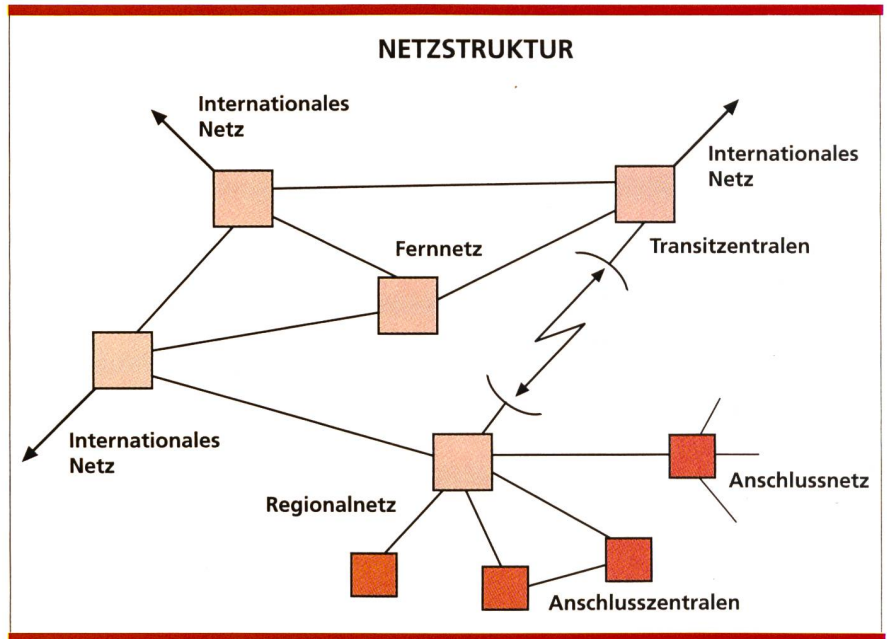 NETZSTRUKTUR
Internationales
Netz
Internationales
Netz
Fernnetz
Transitzentralen
Internationales
Netz
Anschlussnetz
Regionalnetz
Anschlusszentralen